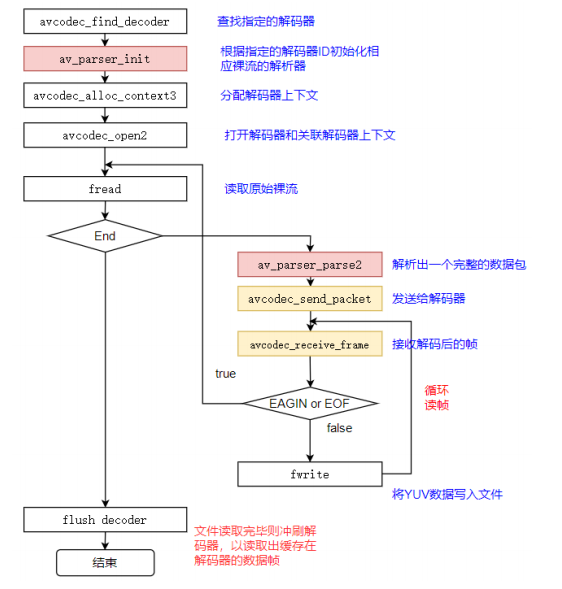 avcodec_find_decoder
查找指定的解码器
av_parser_init
根据指定的解码器ID初始化相
应裸流的解析器
avcodec_alloc_context3
分配解码器上下文
avcodec_open2
打开解码器和关联解码器上下文
fread
读取原始裸流
End
av_parser_parse2
解析出一个完整的数据包
avcodec_send_packet
发送给解码器
avcodec_receive_frame
接收解码后的帧
true
循环
读帧
EAGIN or EOF
false
fwrite
将YUV数据写入文件
flush decoder
文件读取完毕则冲刷解
码器，以读取出缓存在
解码器的数据帧
结束